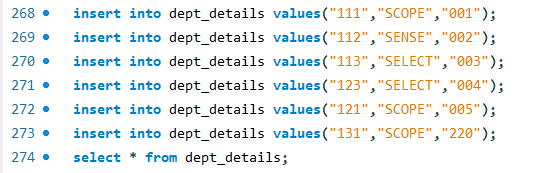 268 insert into dept_details values("111","SCOPE","001");
269 insert into dept_details values("112","SENSE","002");
270 insert into dept_details values("113","SELECT","003");
271 insert into dept_details values("123","SELECT","004");
272 insert into dept_details values("121","SCOPE","005");
273 insert into dept_details values("131","SCOPE","220");
274 select * from dept_details;